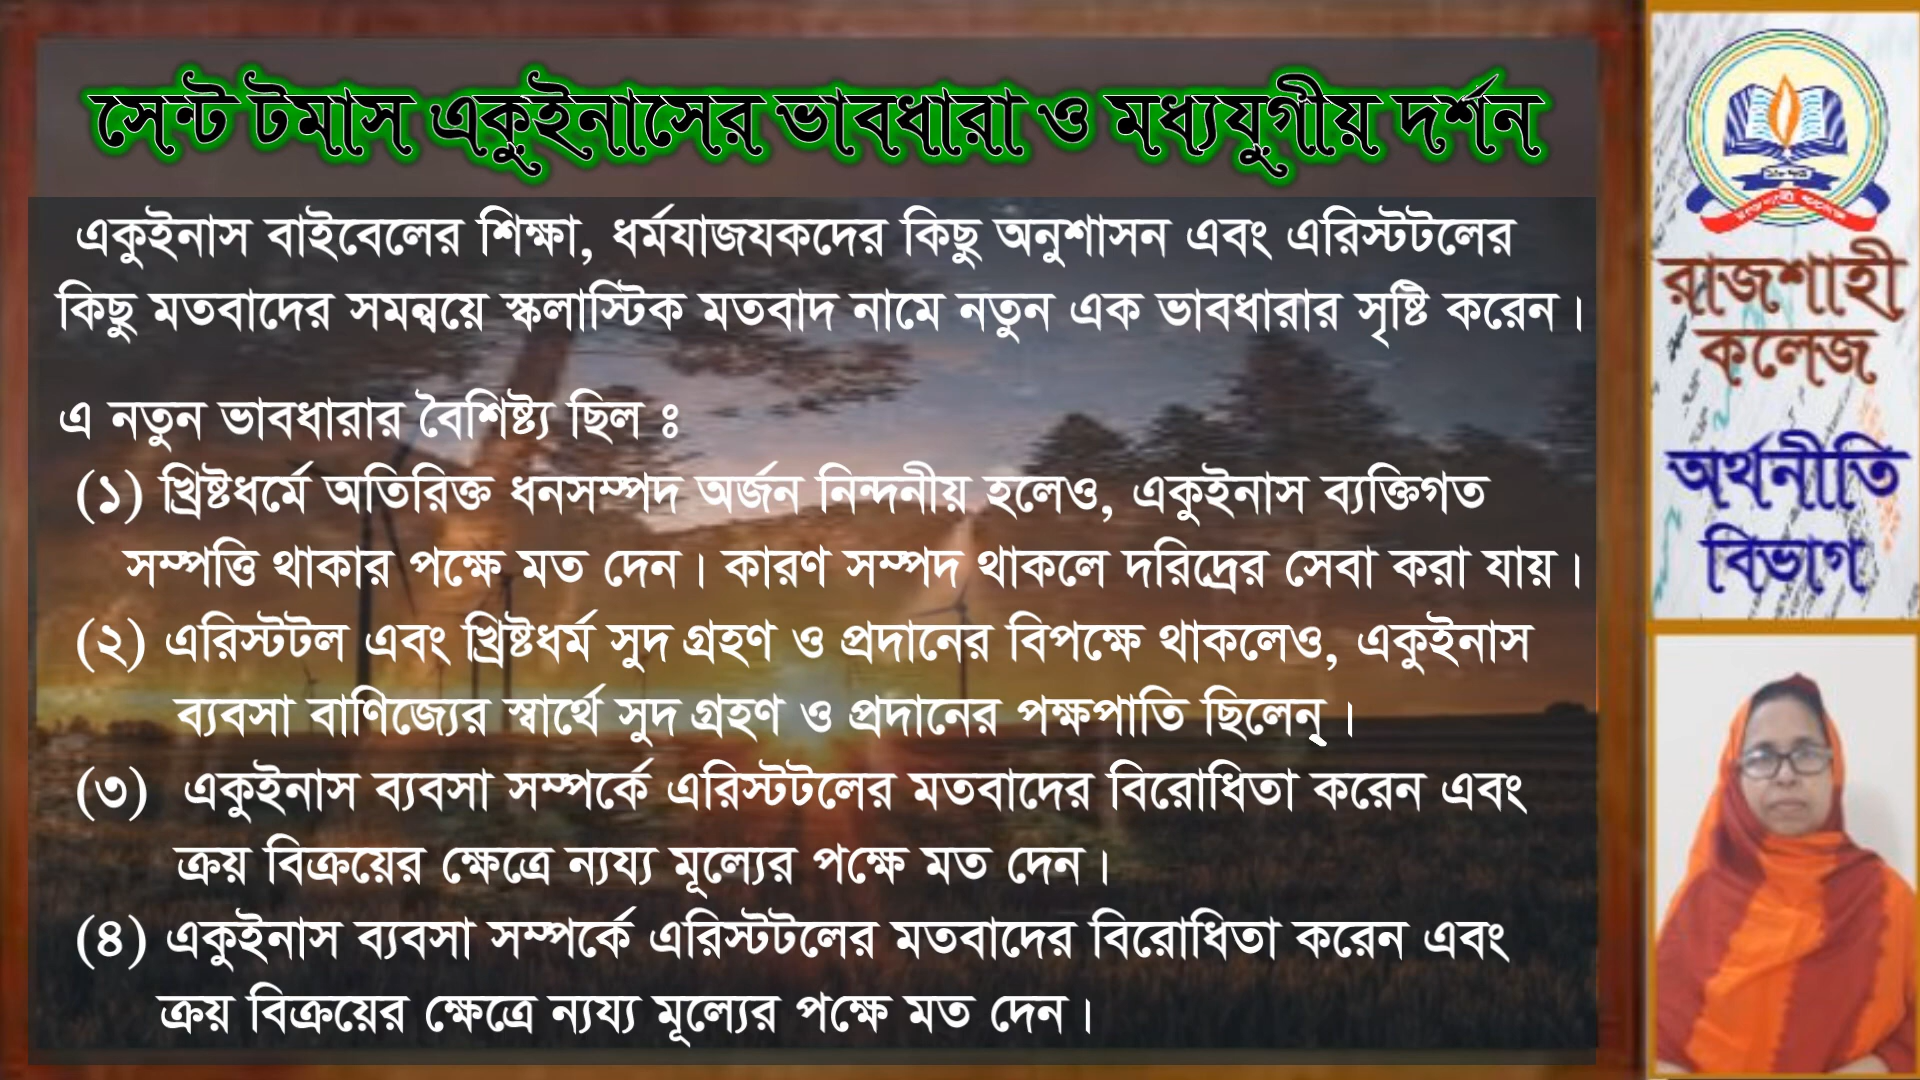 সেন্ট টমাস একুইনাসের ভাবধারা ও মধ্যযুগীয় দর্শন
একুইনাস বাইবেলের শিক্ষা, ধর্মযাজযকদের কিছু অনুশাসন এবং এরিস্টটলের
কিছু মতবাদের সমন্বয়ে স্কলাস্টিক মতবাদ নামে নতুন এক ভাবধারার সৃষ্টি করেন।
এ নতুন ভাবধারার বৈশিষ্ট্য ছিল ঃ
(১) খ্রিষ্টধর্মে অতিরিক্ত ধনসম্পদ অর্জন নিন্দনীয় হলেও, একুইনাস ব্যক্তিগত
সম্পত্তি থাকার পক্ষে মত দেন। কারণ সম্পদ থাকলে দরিদ্রের সেবা করা যায়।
(২) এরিস্টটল এবং খ্রিষ্টধর্ম সুদ গ্রহণ ও প্রদানের বিপক্ষে থাকলেও, একুইনাস
ব্যবসা বাণিজ্যের স্বার্থে সুদ গ্রহণ ও প্রদানের পক্ষপাতি ছিলেন্।
(৩) একুইনাস ব্যবসা সম্পর্কে এরিস্টটলের মতবাদের বিরোধিতা করেন এবং
ক্রয় বিক্রয়ের ক্ষেত্রে ন্যয্য মূল্যের পক্ষে মত দেন।
(৪) একুইনাস ব্যবসা সম্পর্কে এরিস্টটলের মতবাদের বিরোধিতা করেন এবং
ক্রয় বিক্রয়ের ক্ষেত্রে ন্যয্য মূল্যের পক্ষে মত দেন।
রাজশাহী
কলেজ
অর্থনীতি
বিভাগ